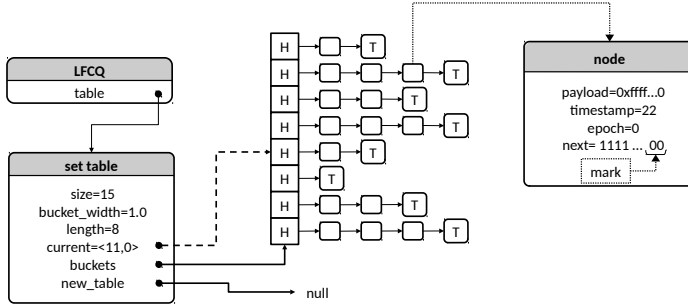 LFCQ
table
set table
size=15
bucket_width=1.0
length=8
current=<11,0>
buckets
new_table
null
H T
H T
H T
H T
H T
H T
H T
H T
node
payload=0xffff...0
timestamp=22
epoch=0
next= 1111 ... 00
mark